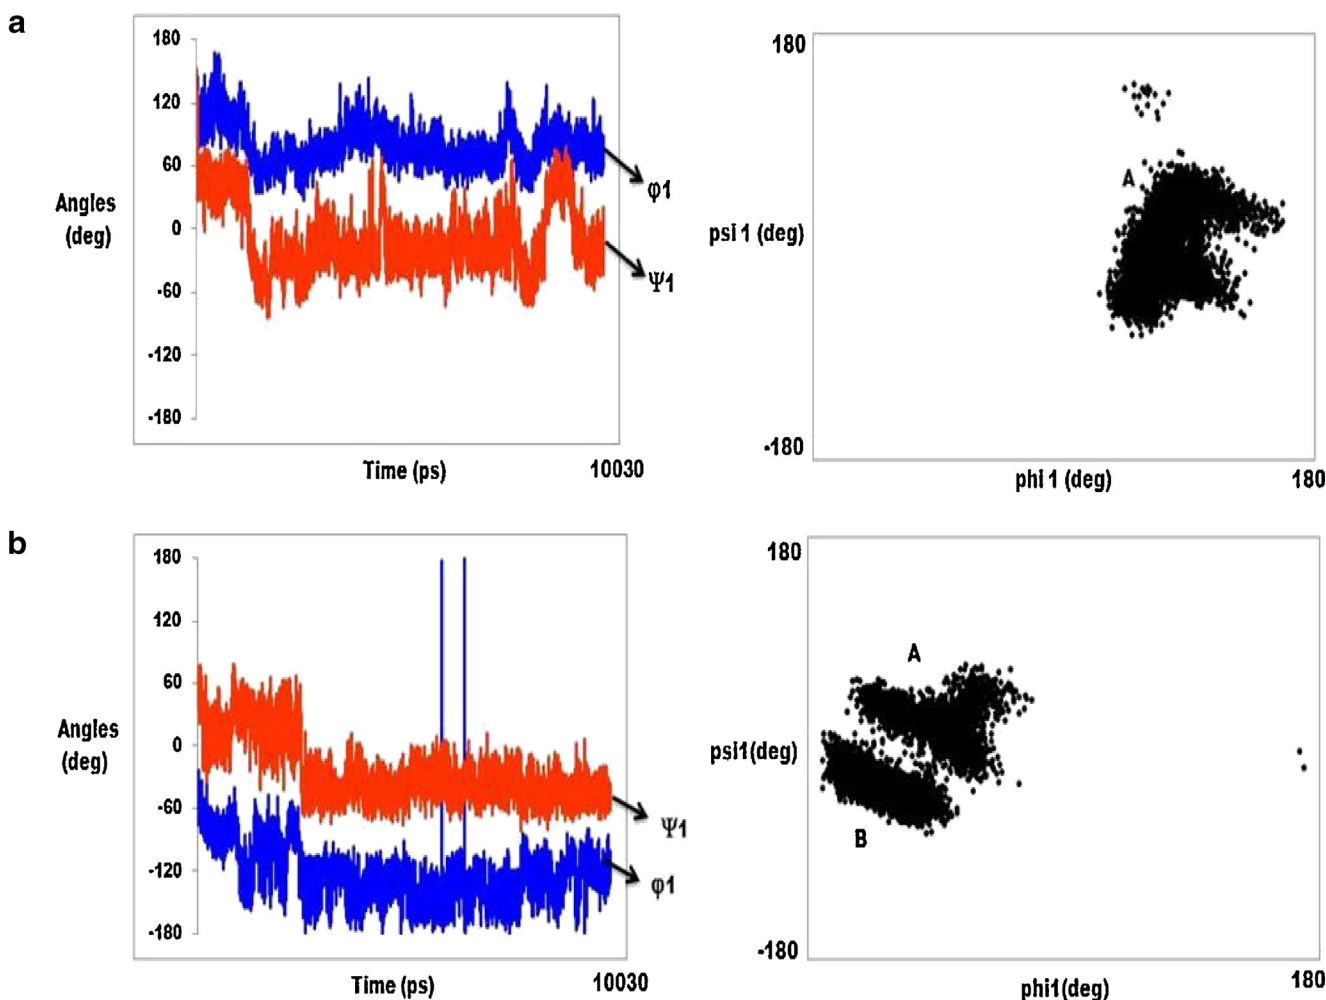 a
180
120
60
0
-60
-120
-180
Angles
(deg)
φ1
Ψ1
Time (ps)
10030
180
A
psi 1 (deg)
-180
phi 1 (deg)
180
b
180
120
60
0
-60
-120
-180
Angles
(deg)
Ψ1
φ1
Time (ps)
10030
180
A
psi1(deg)
B
-180
phi1(deg)
180